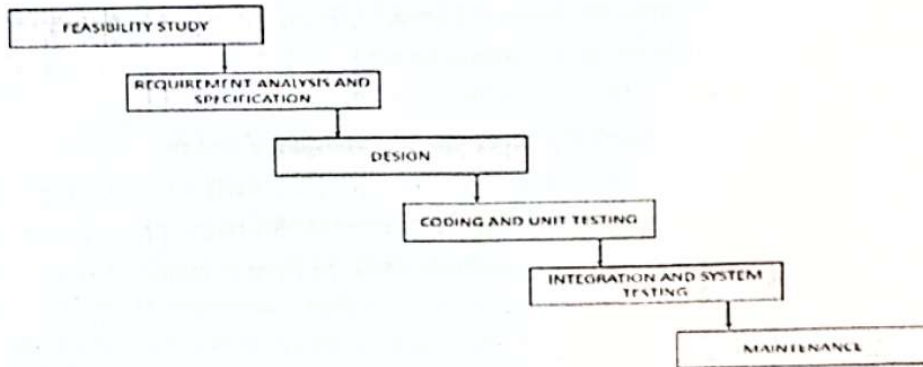 FEASIBILITY STUDY
REQUIREMENT ANALYSIS AND
SPECIFICATION
DESIGN
CODING AND UNIT TESTING
INTEGRATION AND SYSTEM
TESTING
MAINTENANCE